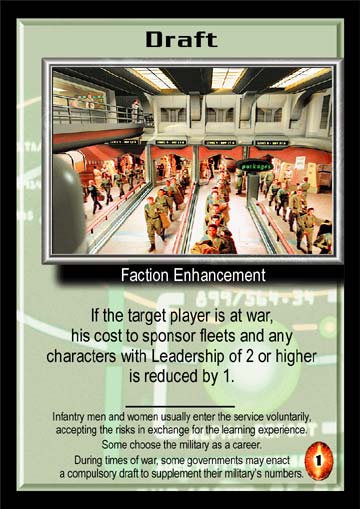 Draft
packages
Faction Enhancement
899/564·34
If the target player is at war,
his cost to sponsor fleets and any
characters with Leadership of 2 or higher
is reduced by 1.
Infantry men and women usually enter the service voluntarily,
accepting the risks in exchange for the learning experience.
Some choose the military as a career.
During times of war, some governments may enact
a compulsory draft to supplement their military's numbers.
1